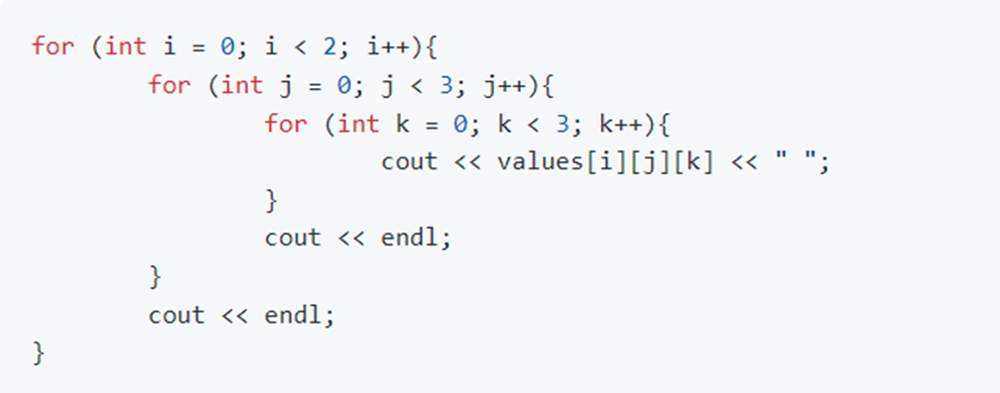 for (int i = 0; i < 2; i++){
        for (int j = 0; j < 3; j++){
                for (int k = 0; k < 3; k++){
                        cout << values[i][j][k] << " ";
                }
                cout << endl;
        }
        cout << endl;
}